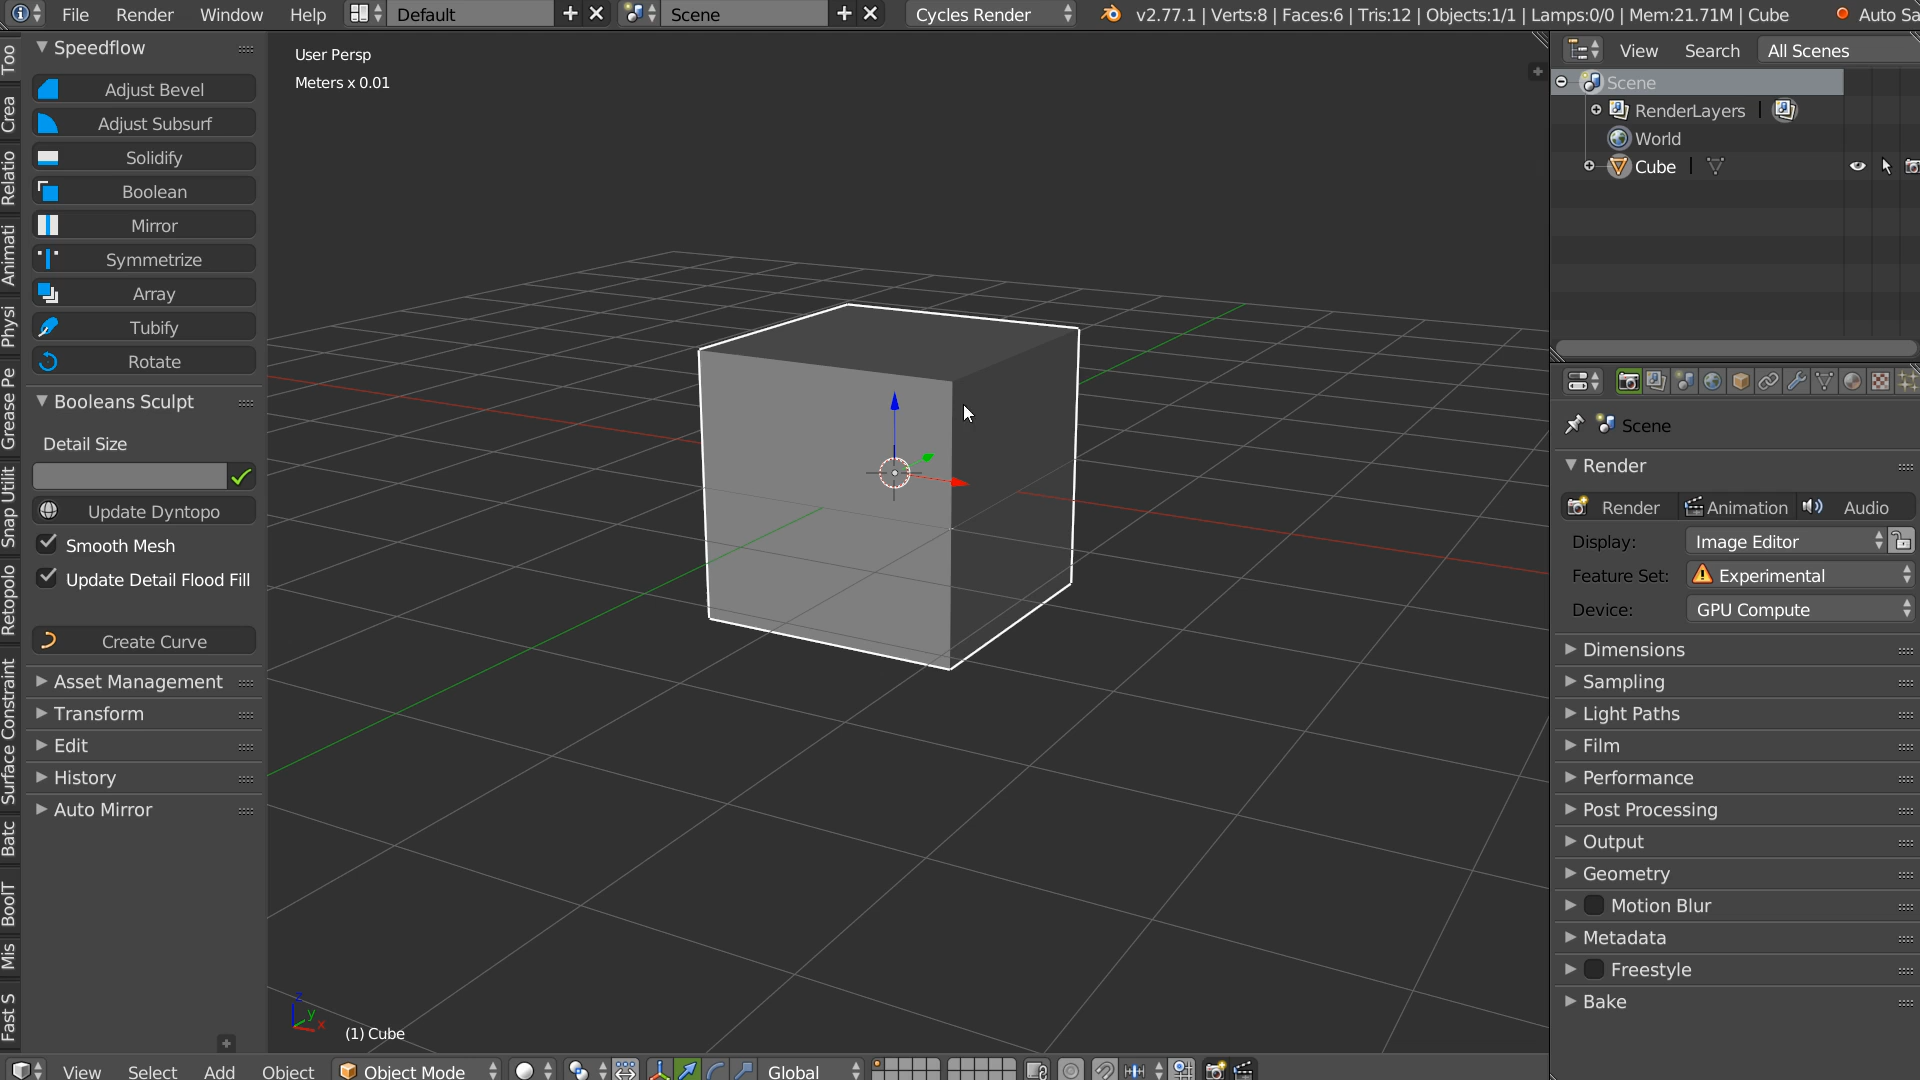 File Render Window Help Default Scene Cycles Render v2.77.1 | Verts:8 | Faces:6 | Tris:12 | Objects:1/1 | Lamps:0/0 | Mem:21.71M | Cube Auto Sa
Too
Crea
Relatio
Animati
Physi
Grease Pe
Snap Utilit
Retopolo
Surface Constraint
Batc
BoolT
Mis
Fast S
Speedflow
Adjust Bevel
Adjust Subsurf
Solidify
Boolean
Mirror
Symmetrize
Array
Tubify
Rotate
Booleans Sculpt
Detail Size
Update Dyntopo
Smooth Mesh
Update Detail Flood Fill
Create Curve
Asset Management
Transform
Edit
History
Auto Mirror
User Persp
Meters x 0.01
z
y
x
(1) Cube
View Select Add Object Object Mode Global
View Search All Scenes
Scene
RenderLayers |
World
Cube |
Scene
Render
Render Animation Audio
Display: Image Editor
Feature Set: Experimental
Device: GPU Compute
Dimensions
Sampling
Light Paths
Film
Performance
Post Processing
Output
Geometry
Motion Blur
Metadata
Freestyle
Bake